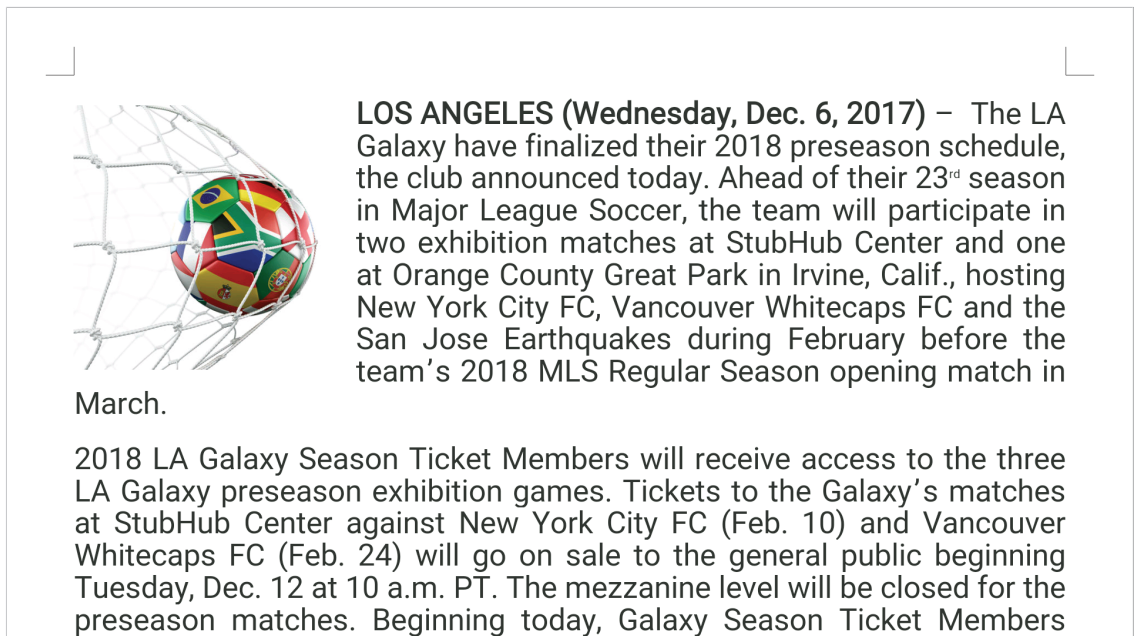 LOS ANGELES (Wednesday, Dec. 6, 2017) – The LA
Galaxy have finalized their 2018 preseason schedule,
the club announced today. Ahead of their 23rd season
in Major League Soccer, the team will participate in
two exhibition matches at StubHub Center and one
at Orange County Great Park in Irvine, Calif., hosting
New York City FC, Vancouver Whitecaps FC and the
San Jose Earthquakes during February before the
team’s 2018 MLS Regular Season opening match in
March.
2018 LA Galaxy Season Ticket Members will receive access to the three
LA Galaxy preseason exhibition games. Tickets to the Galaxy’s matches
at StubHub Center against New York City FC (Feb. 10) and Vancouver
Whitecaps FC (Feb. 24) will go on sale to the general public beginning
Tuesday, Dec. 12 at 10 a.m. PT. The mezzanine level will be closed for the
preseason matches. Beginning today, Galaxy Season Ticket Members